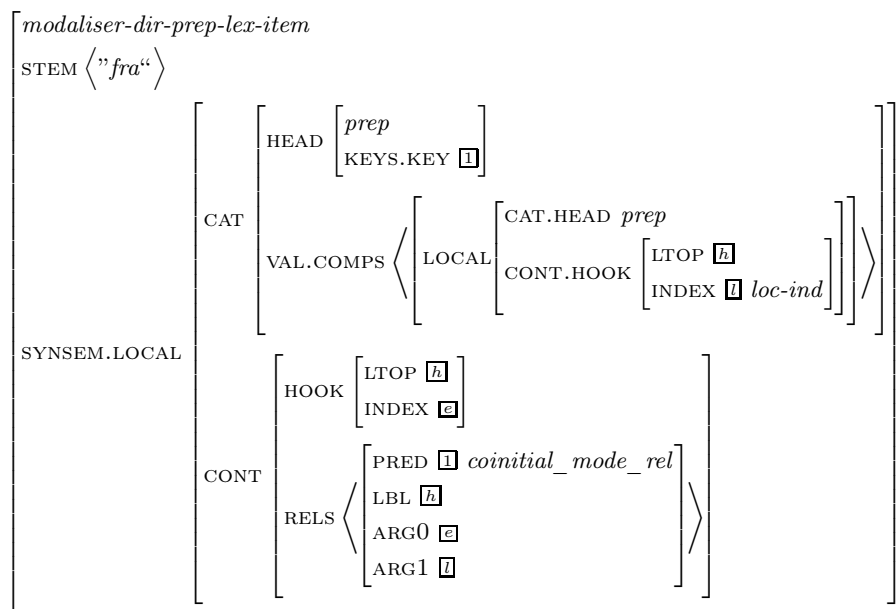 modaliser-dir-prep-lex-item
STEM ⟨”fra“⟩
SYNSEM.LOCAL
CAT
HEAD
prep
KEYS.KEY 1
VAL.COMPS
LOCAL
CAT.HEAD prep
CONT.HOOK
LTOP h
INDEX l loc-ind
CONT
HOOK
LTOP h
INDEX e
RELS
PRED 1 coinitial_mode_rel
LBL h
ARG0 e
ARG1 l